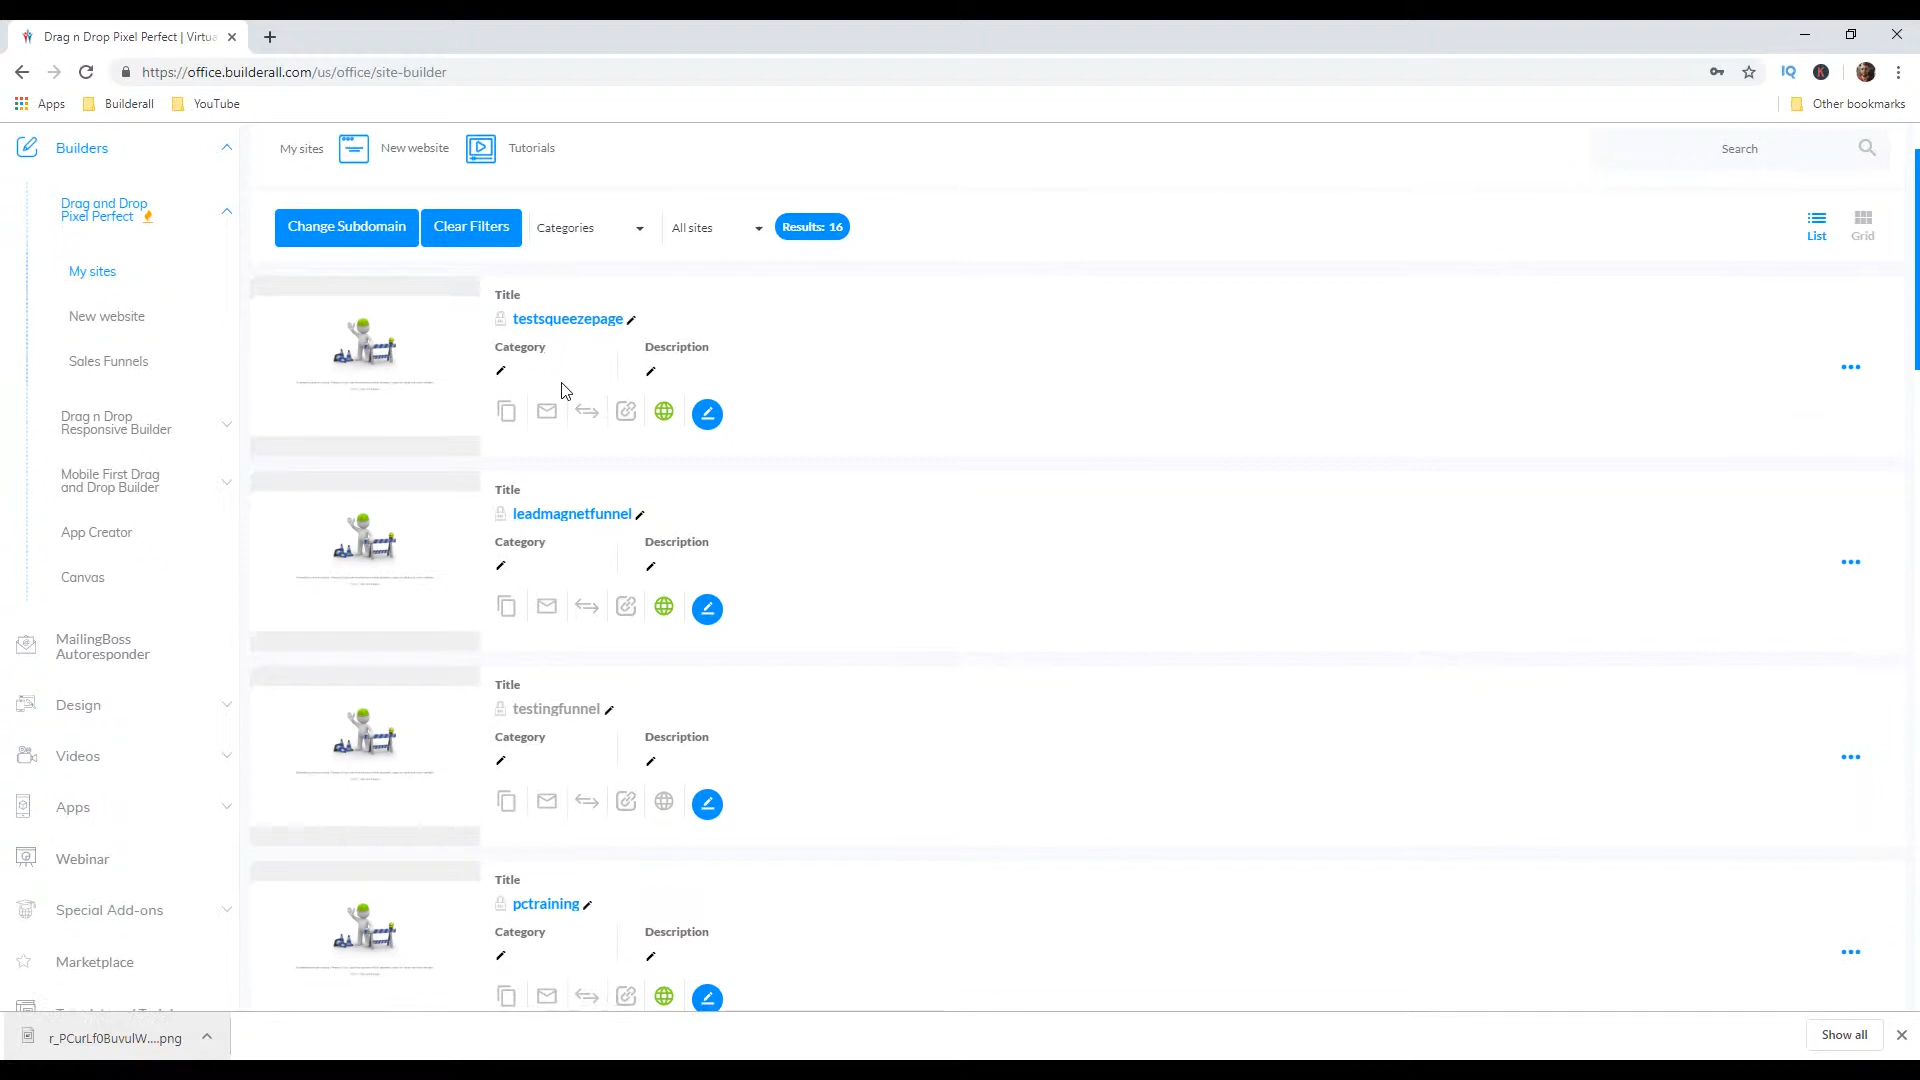 Drag n Drop Pixel Perfect | Virtua
https://office.builderall.com/us/office/site-builder
IQ
K
Apps
Builderall
YouTube
Other bookmarks
Builders
Drag and Drop
Pixel Perfect
My sites
New website
Sales Funnels
Drag n Drop
Responsive Builder
Mobile First Drag
and Drop Builder
App Creator
Canvas
MailingBoss
Autoresponder
Design
Videos
Apps
Webinar
Special Add-ons
Marketplace
My sites
New website
Tutorials
Search
Change Subdomain
Clear Filters
Categories
All sites
Results: 16
List
Grid
Title
testsqueezepage
Category
Description
Title
leadmagnetfunnel
Category
Description
Title
testingfunnel
Category
Description
Title
pctraining
Category
Description
r_PCurLf0BuvulW....png
Show all